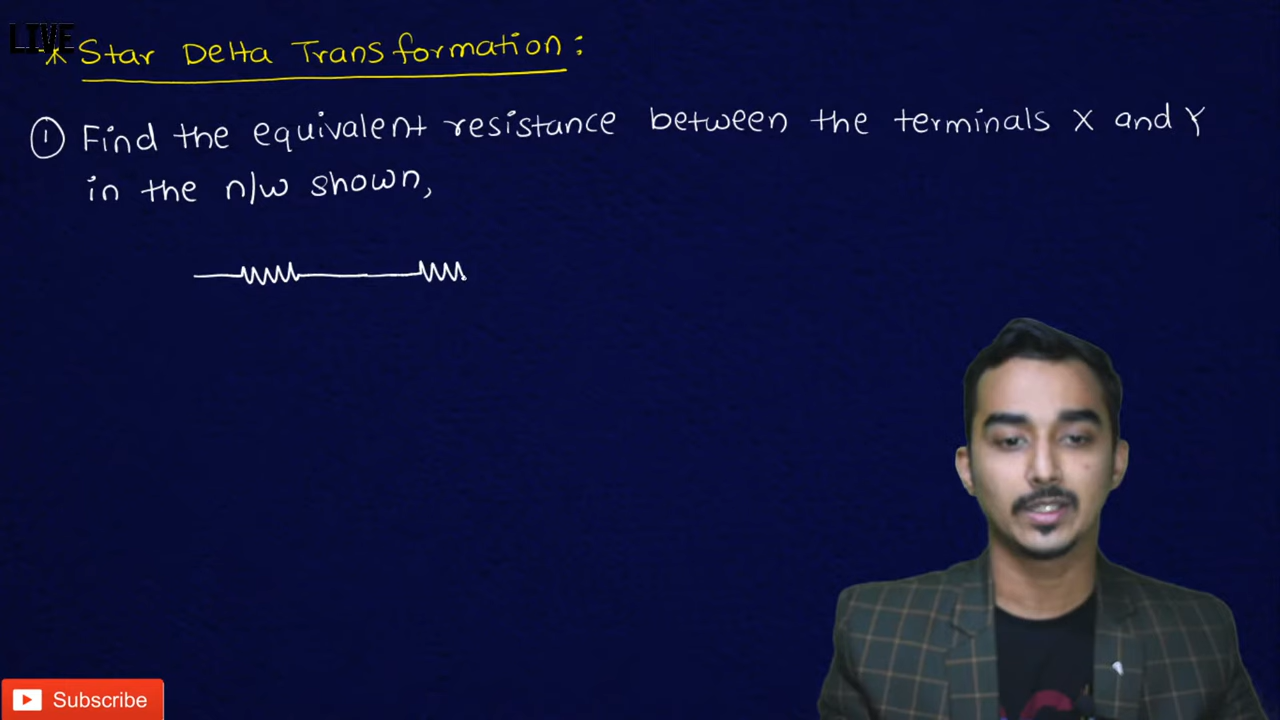 LIVE
* Star Delta Transformation:
① Find the equivalent resistance between the terminals X and Y
in the n/w shown,
Subscribe